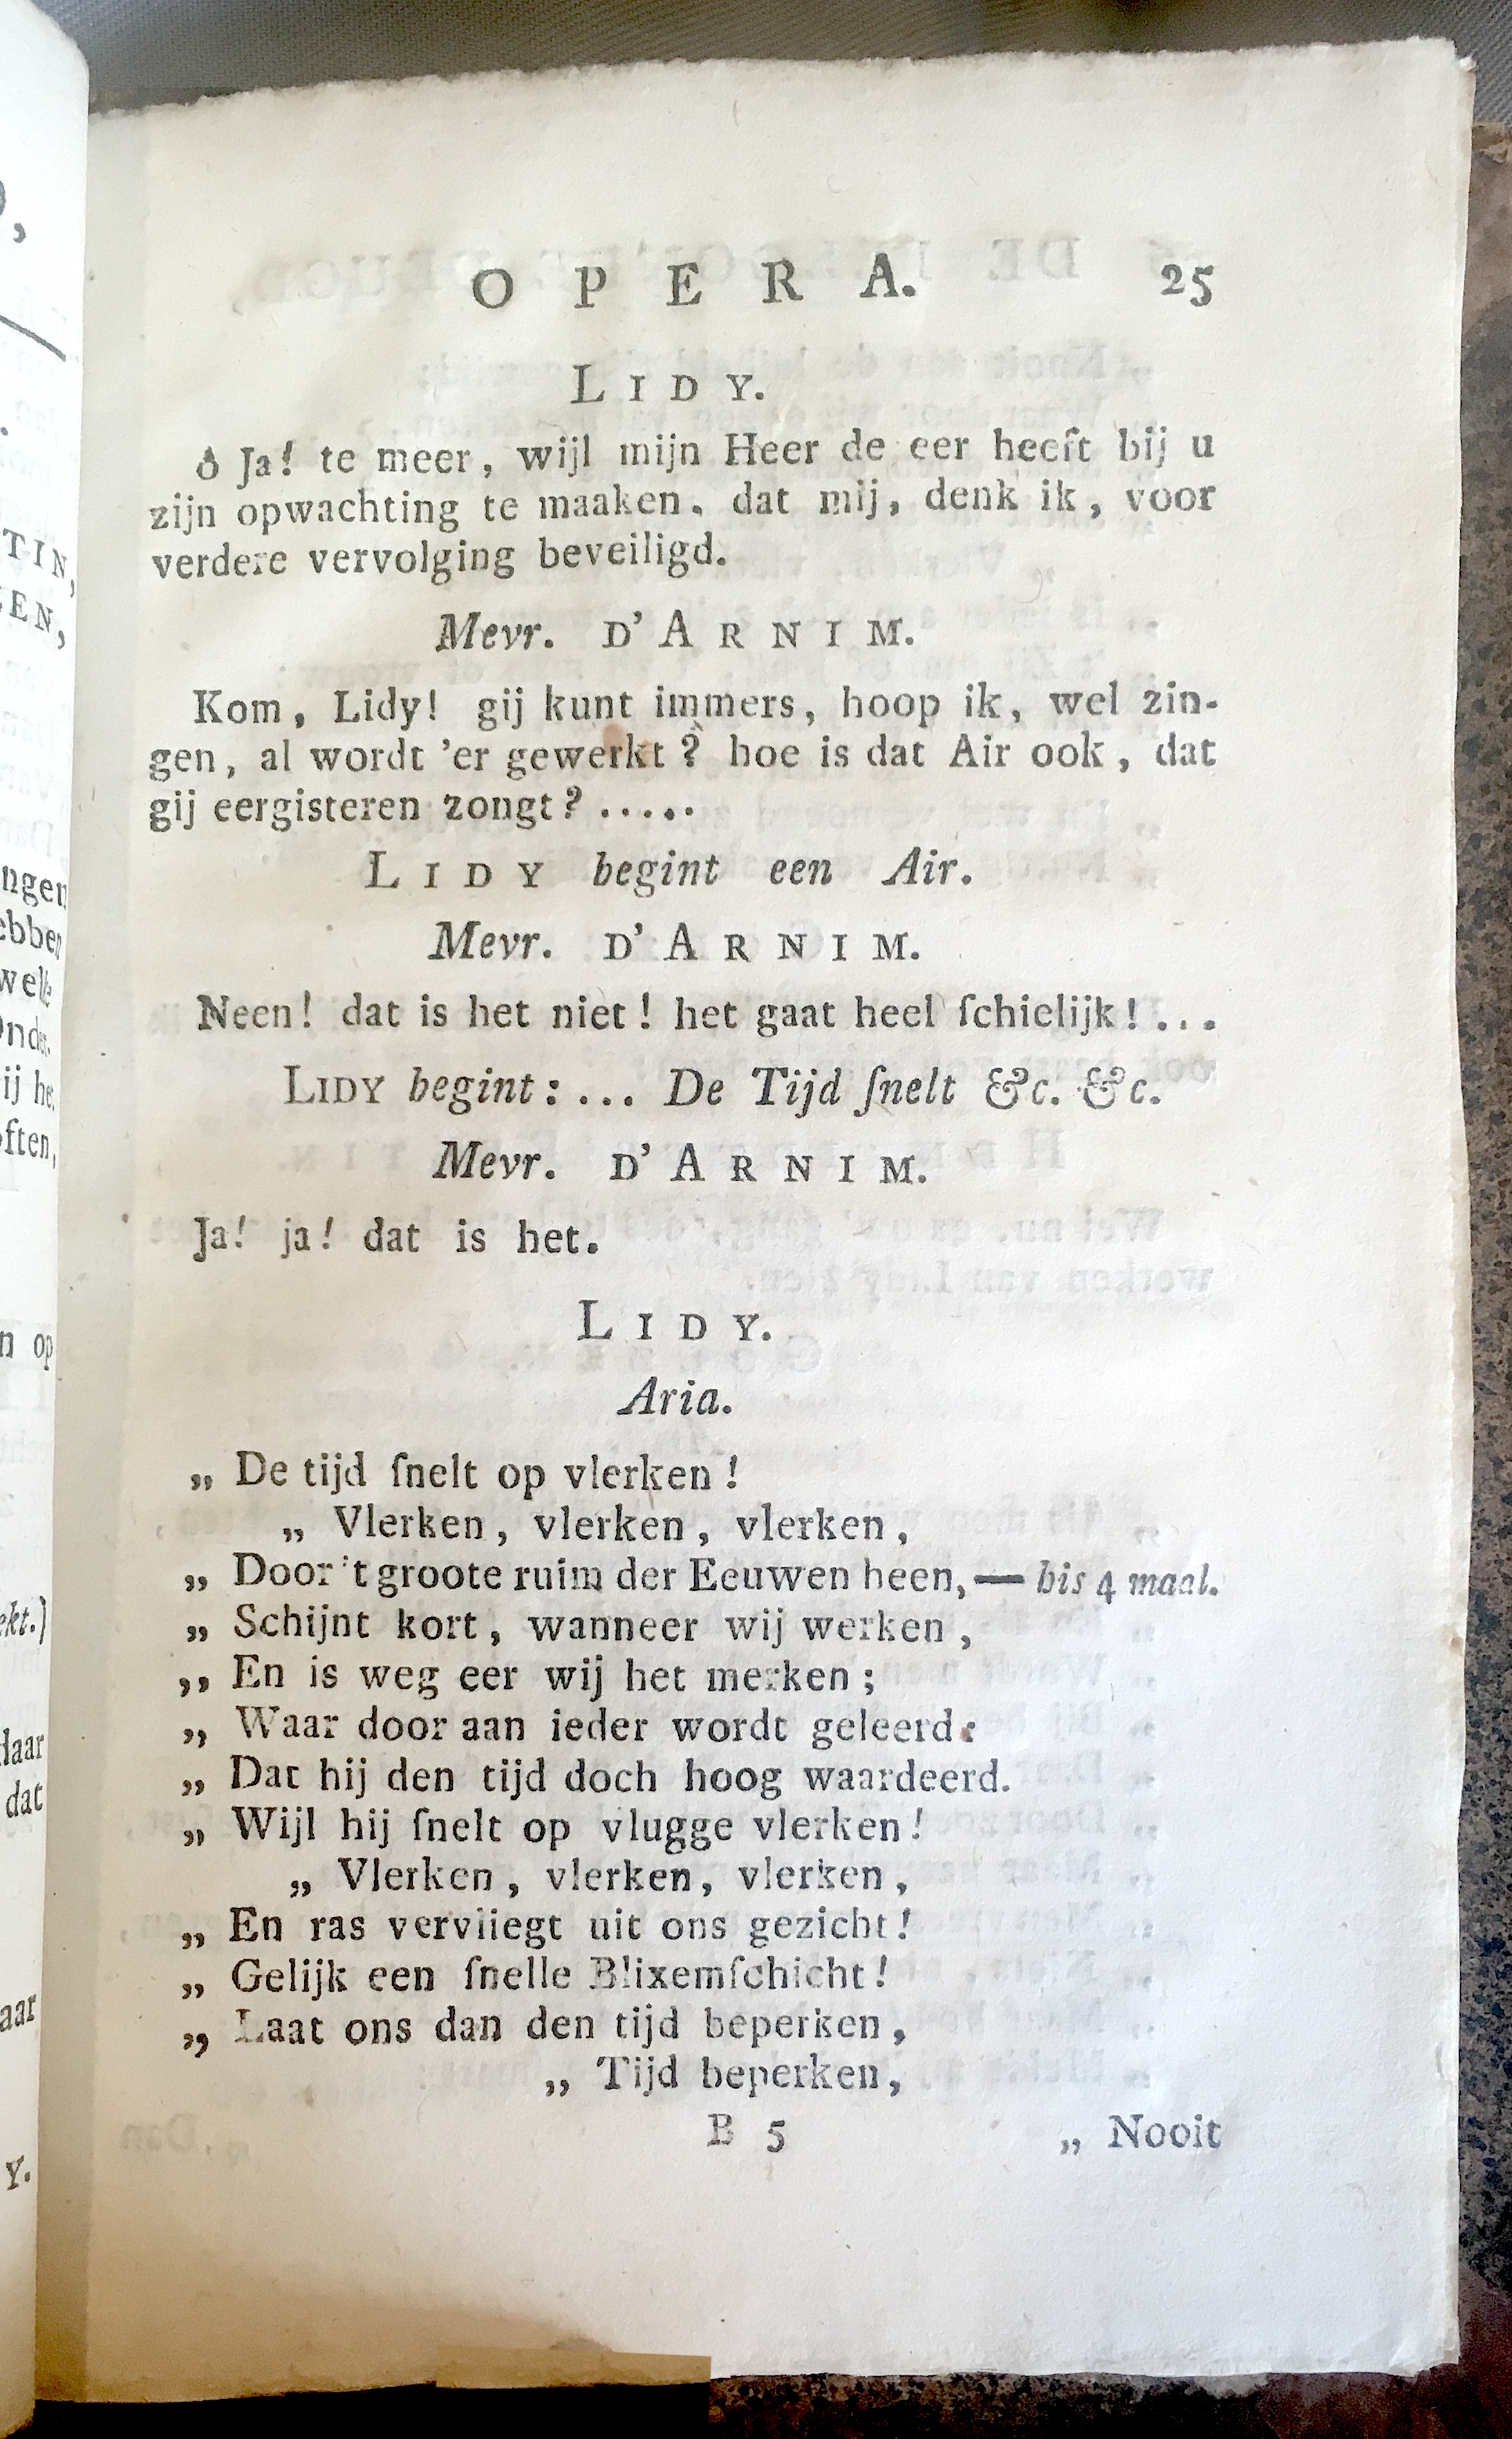 OPERA. 25
LIDY.
ô Ja! te meer, wijl mijn Heer de eer heeft bij u
zijn opwachting te maaken. dat mij, denk ik, voor
verdere vervolging beveiligd.
Mevr. D'ARNIM.
Kom, Lidy! gij kunt immers, hoop ik, wel zin-
gen, al wordt 'er gewerkt? hoe is dat Air ook, dat
gij eergisteren zongt? .....
LIDY begint een Air.
Mevr. D'ARNIM.
Neen! dat is het niet! het gaat heel ſchielijk! ...
LIDY begint: ... De Tijd ſnelt &c. &c.
Mevr. D'ARNIM.
Ja! ja! dat is het.
LIDY.
Aria.
„ De tijd ſnelt op vlerken!
„ Vlerken, vlerken, vlerken,
„ Door 't groote ruim der Eeuwen heen, — bis 4 maal.
„ Schijnt kort, wanneer wij werken,
„ En is weg eer wij het merken;
„ Waar door aan ieder wordt geleerd:
„ Dat hij den tijd doch hoog waardeerd.
„ Wijl hij ſnelt op vlugge vlerken!
„ Vlerken, vlerken, vlerken,
„ En ras vervliegt uit ons gezicht!
„ Gelijk een ſnelle Blixemſchicht!
„ Laat ons dan den tijd beperken,
„ Tijd beperken,
B 5 „ Nooit